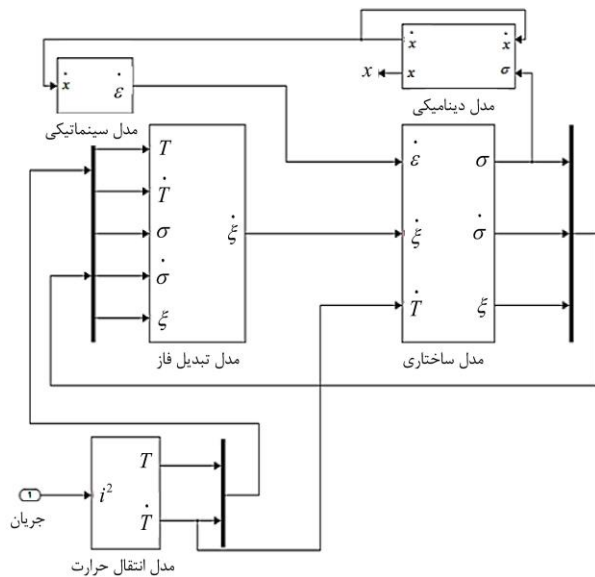 ẋ ẋ
x x σ
مدل دینامیکی
ẋ ε̇
مدل سینماتیکی
T
Ṫ
σ
σ̇
ξ
ξ̇
مدل تبدیل فاز
ε̇ σ
ξ̇ σ̇
Ṫ ξ
مدل ساختاری
T
1 i² Ṫ
جریان
مدل انتقال حرارت